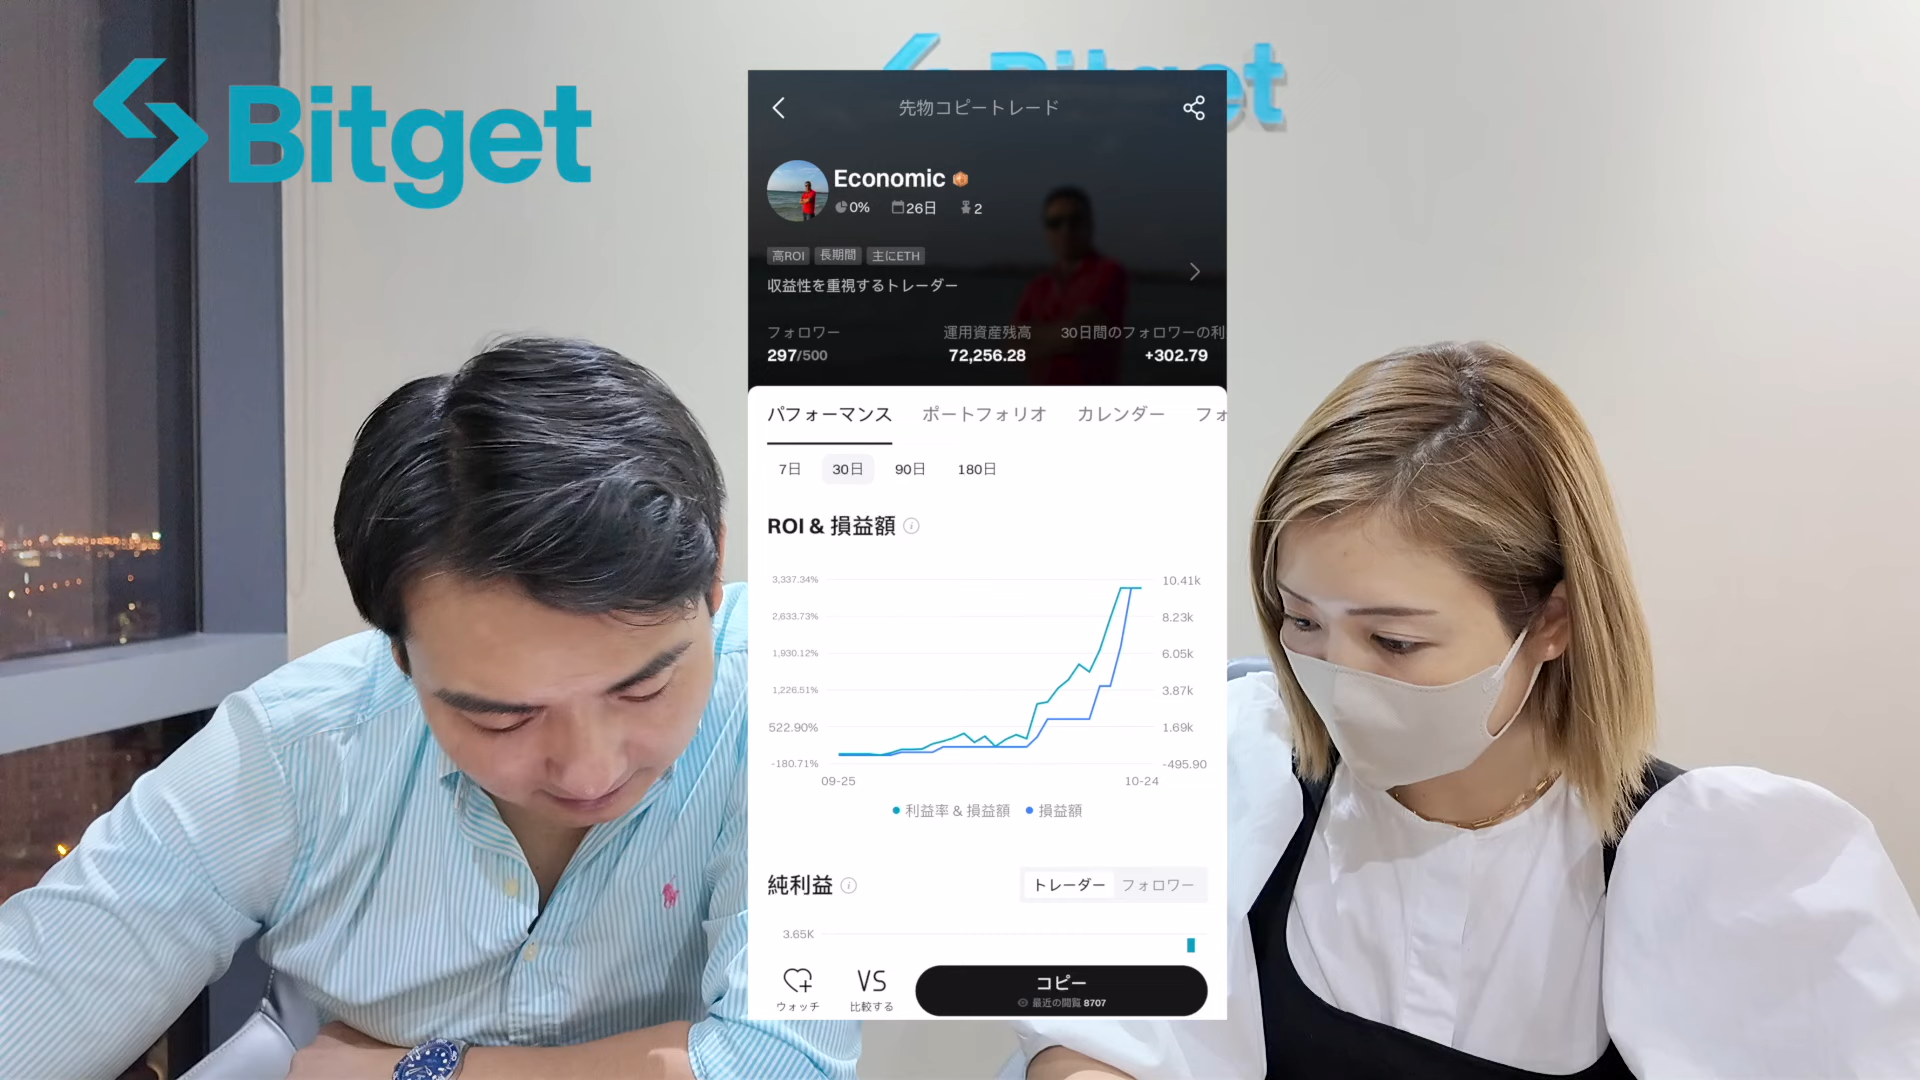 Bitget
Bitget
先物コピートレード
Economic
0% 26日 2
高ROI 長期間 主にETH
収益性を重視するトレーダー
フォロワー 運用資産残高 30日間のフォロワーの利
297/500 72,256.28 +302.79
パフォーマンス ポートフォリオ カレンダー フォ
7日 30日 90日 180日
ROI & 損益額
3,337.34% 10.41k
2,633.73% 8.23k
1,930.12% 6.05k
1,226.51% 3.87k
522.90% 1.69k
-180.71% -495.90
09-25 10-24
利益率 & 損益額 損益額
純利益 トレーダー フォロワー
3.65K
ウォッチ
VS
比較する
コピー
最近の閲覧 8707